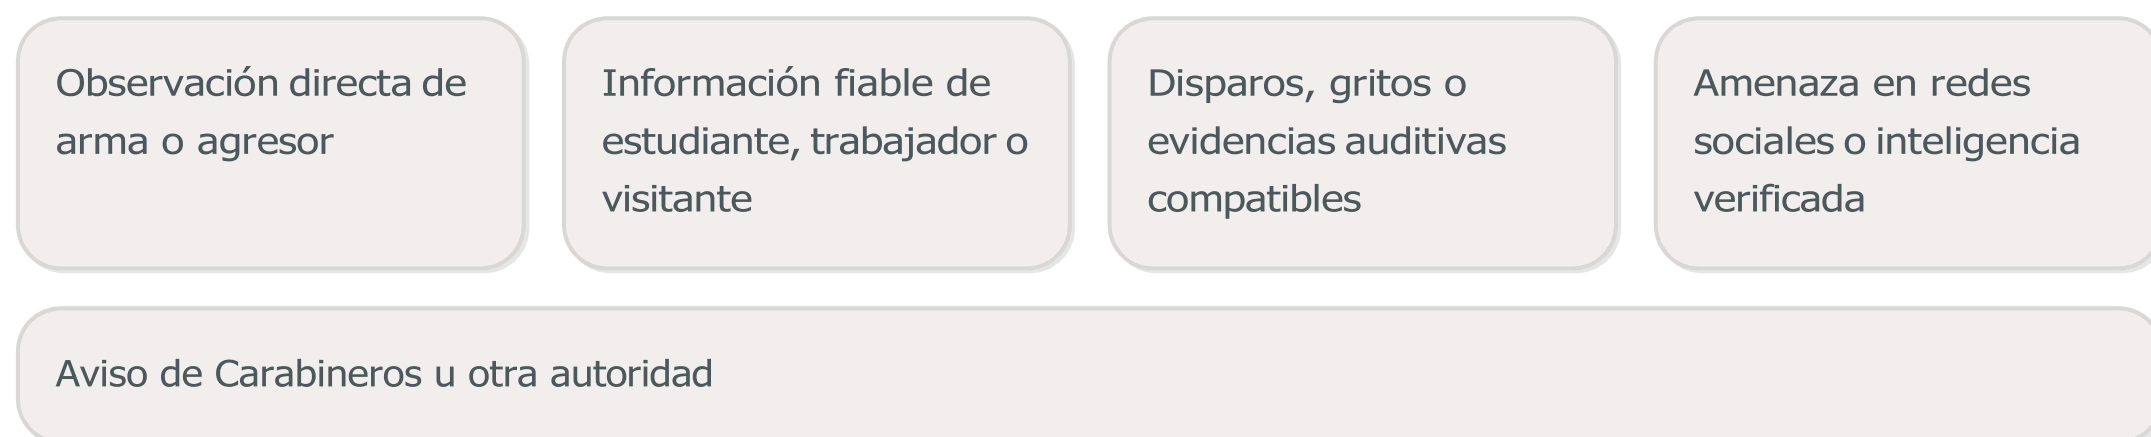 Observación directa de
arma o agresor
Información fiable de
estudiante, trabajador o
visitante
Disparos, gritos o
evidencias auditivas
compatibles
Amenaza en redes
sociales o inteligencia
verificada
Aviso de Carabineros u otra autoridad